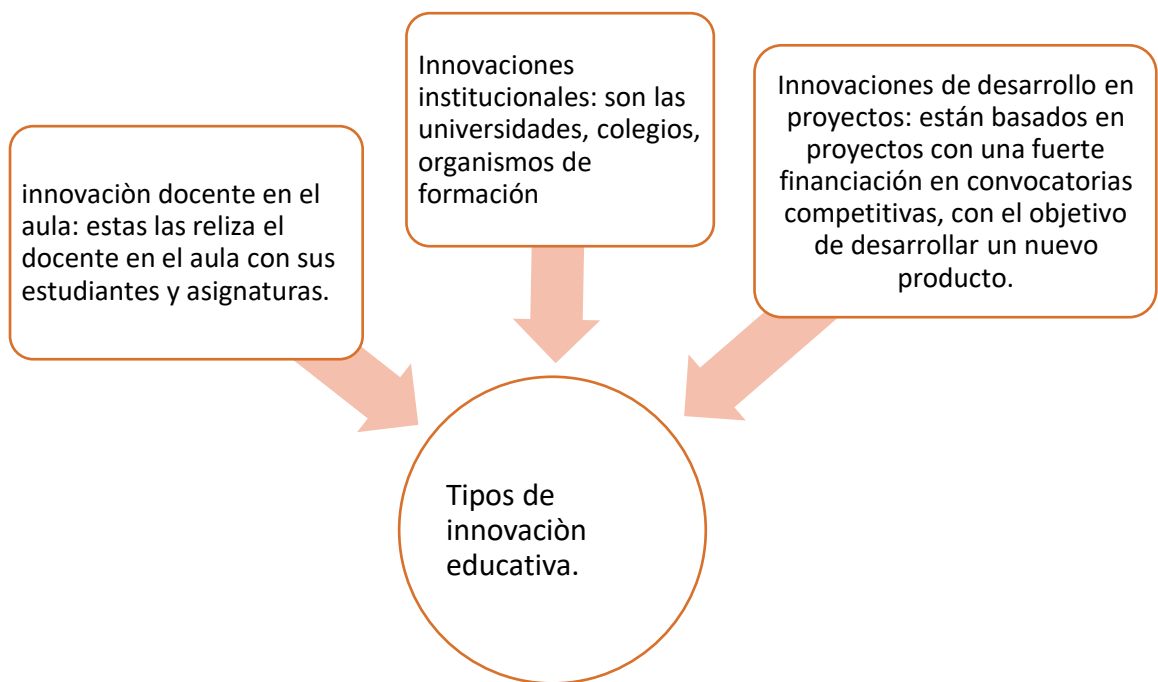 innovaciòn docente en el
aula: estas las reliza el
docente en el aula con sus
estudiantes y asignaturas.
Innovaciones
institucionales: son las
universidades, colegios,
organismos de
formación
Innovaciones de desarrollo en
proyectos: están basados en
proyectos con una fuerte
financiación en convocatorias
competitivas, con el objetivo
de desarrollar un nuevo
producto.
Tipos de
innovaciòn
educativa.